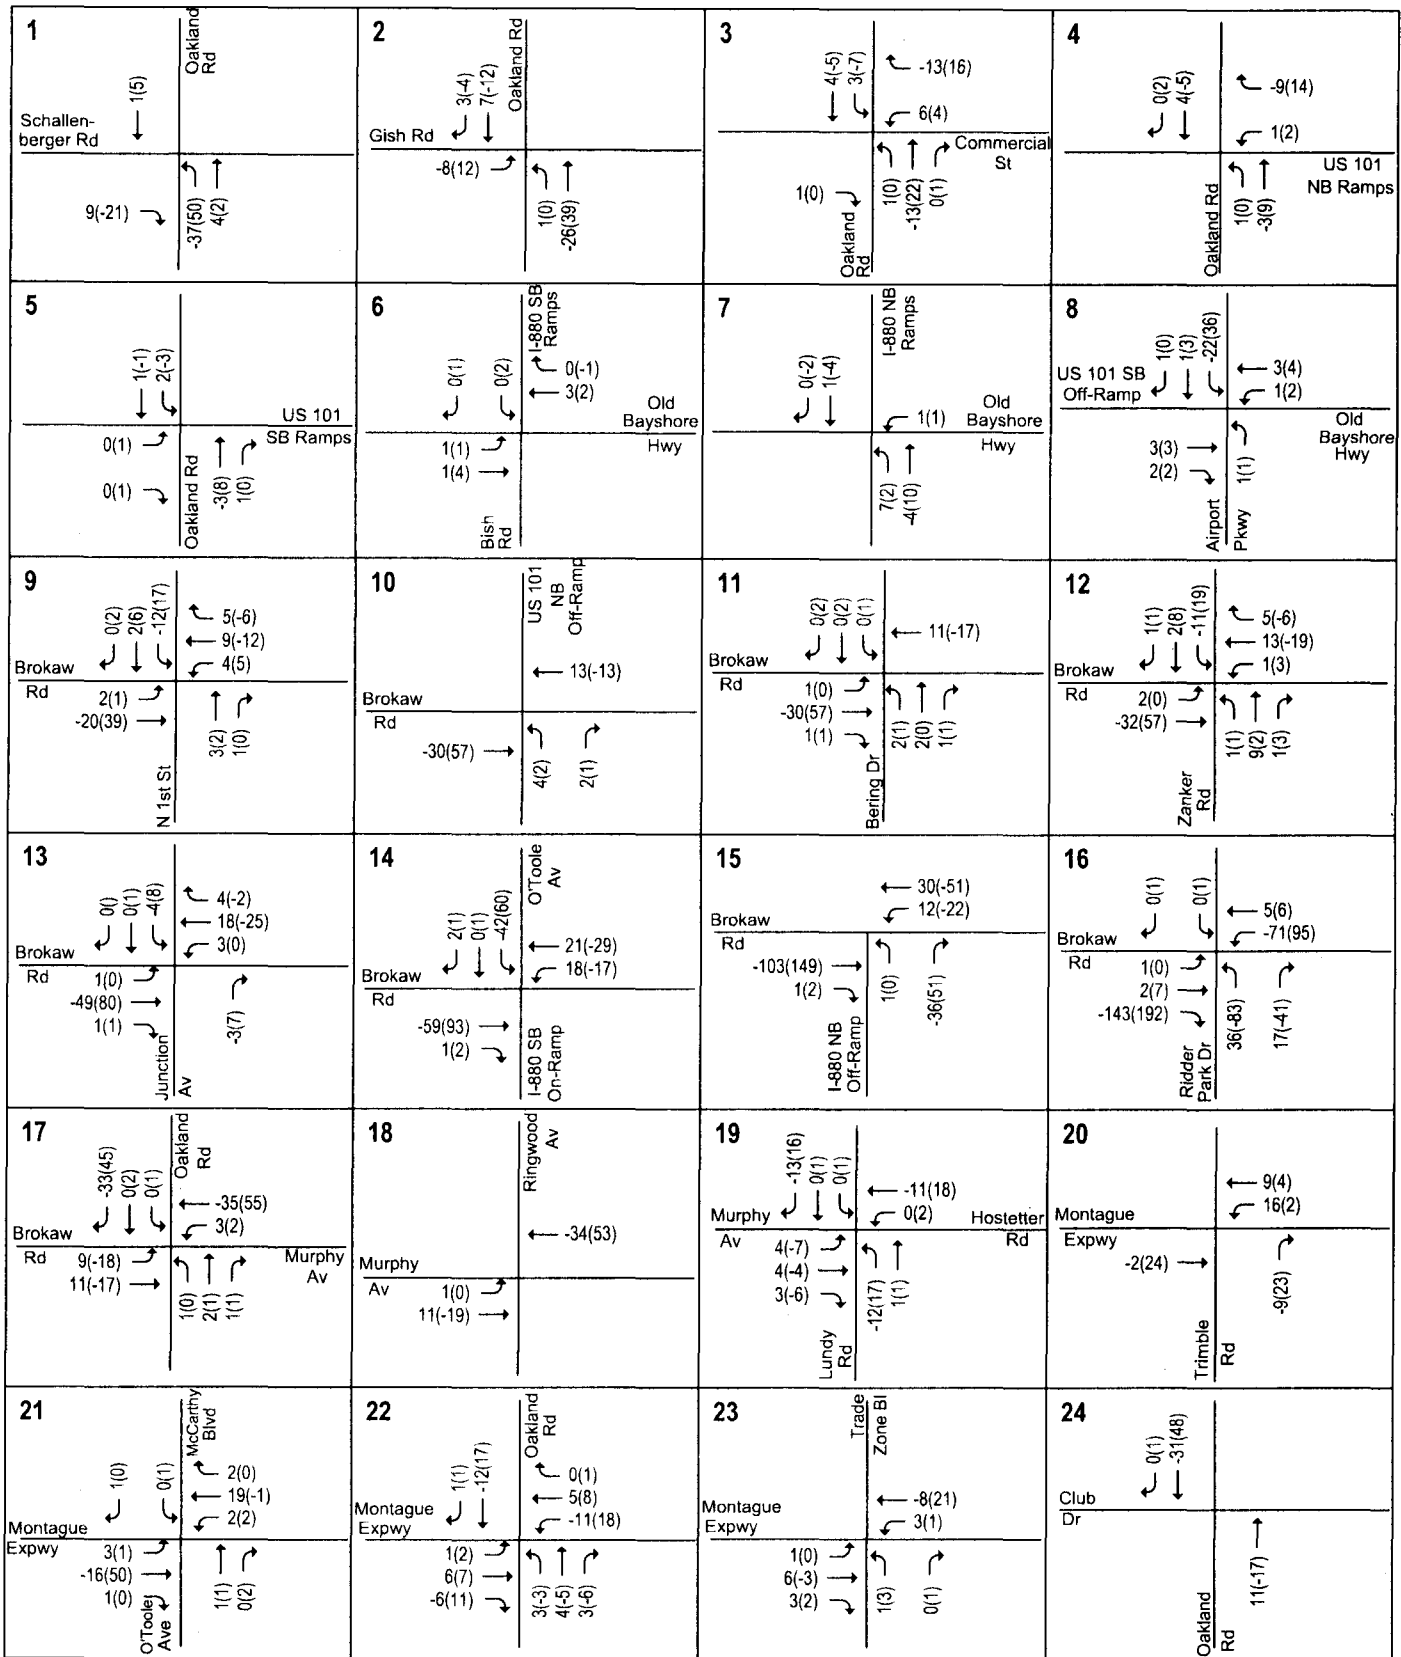 1
Oakland
Rd
1(5)
Schallen-
berger Rd
9(-21)
-37(50)
4(2)
2
Oakland Rd
3(-4)
7(-12)
Gish Rd
-8(12)
1(0)
-26(39)
3
4(-5)
3(-7)
-13(16)
6(4)
Commercial
St
1(0)
1(0)
-13(22)
0(1)
Oakland
Rd
4
0(2)
4(-5)
-9(14)
1(2)
US 101
NB Ramps
1(0)
-3(9)
Oakland Rd
5
1(-1)
2(-3)
US 101
SB Ramps
0(1)
0(1)
-3(8)
1(0)
Oakland Rd
6
I-880 SB
Ramps
0(1)
0(2)
0(-1)
3(2)
Old
Bayshore
Hwy
1(1)
1(4)
Bish
Rd
7
I-880 NB
Ramps
0(-2)
1(-4)
1(1)
Old
Bayshore
Hwy
7(2)
-4(10)
8
1(0)
1(3)
-22(36)
US 101 SB
Off-Ramp
3(4)
1(2)
3(3)
2(2)
1(1)
Old
Bayshore
Hwy
Airport
Pkwy
9
0(2)
2(6)
-12(17)
5(-6)
9(-12)
4(5)
Brokaw
Rd
2(1)
-20(39)
3(2)
1(0)
N 1st St
10
US 101
NB
Off-Ramp
13(-13)
Brokaw
Rd
-30(57)
4(2)
2(1)
11
0(2)
0(2)
0(1)
11(-17)
Brokaw
Rd
1(0)
-30(57)
1(1)
2(1)
2(0)
1(1)
Bering Dr
12
1(1)
2(8)
-11(19)
5(-6)
13(-19)
1(3)
Brokaw
Rd
2(0)
-32(57)
1(1)
9(2)
1(3)
Zanker
Rd
13
0()
0(1)
-4(8)
4(-2)
18(-25)
3(0)
Brokaw
Rd
1(0)
-49(80)
1(1)
-3(7)
Junction
Av
14
O'Toole
Av
2(1)
0(1)
-42(60)
21(-29)
18(-17)
Brokaw
Rd
-59(93)
1(2)
I-880 SB
On-Ramp
15
30(-51)
12(-22)
Brokaw
Rd
-103(149)
1(2)
1(0)
-36(51)
I-880 NB
Off-Ramp
16
0(1)
0(1)
5(6)
-71(95)
Brokaw
Rd
1(0)
2(7)
-143(192)
36(-83)
17(-41)
Ridder
Park Dr
17
Oakland
Rd
-33(45)
0(2)
0(1)
-35(55)
3(2)
Brokaw
Rd
9(-18)
11(-17)
Murphy
Av
1(0)
2(1)
1(1)
18
Ringwood
Av
-34(53)
Murphy
Av
1(0)
11(-19)
19
-13(16)
0(1)
0(1)
-11(18)
0(2)
Murphy
Av
Hostetter
Rd
4(-7)
4(-4)
3(-6)
-12(17)
1(1)
Lundy
Rd
20
9(4)
16(2)
Montague
Expwy
-2(24)
-9(23)
Trimble
Rd
21
McCarthy
Blvd
1(0)
0(1)
2(0)
19(-1)
2(2)
Montague
Expwy
3(1)
-16(50)
1(0)
1(1)
0(2)
O'Toole
Ave
22
Oakland
Rd
1(1)
-12(17)
0(1)
5(8)
-11(18)
Montague
Expwy
1(2)
6(7)
-6(11)
3(-3)
4(-5)
3(-6)
23
Trade
Zone Bl
-8(21)
3(1)
Montague
Expwy
1(0)
6(-3)
3(2)
1(3)
0(1)
24
0(1)
-31(48)
Club
Dr
11(-17)
Oakland
Rd